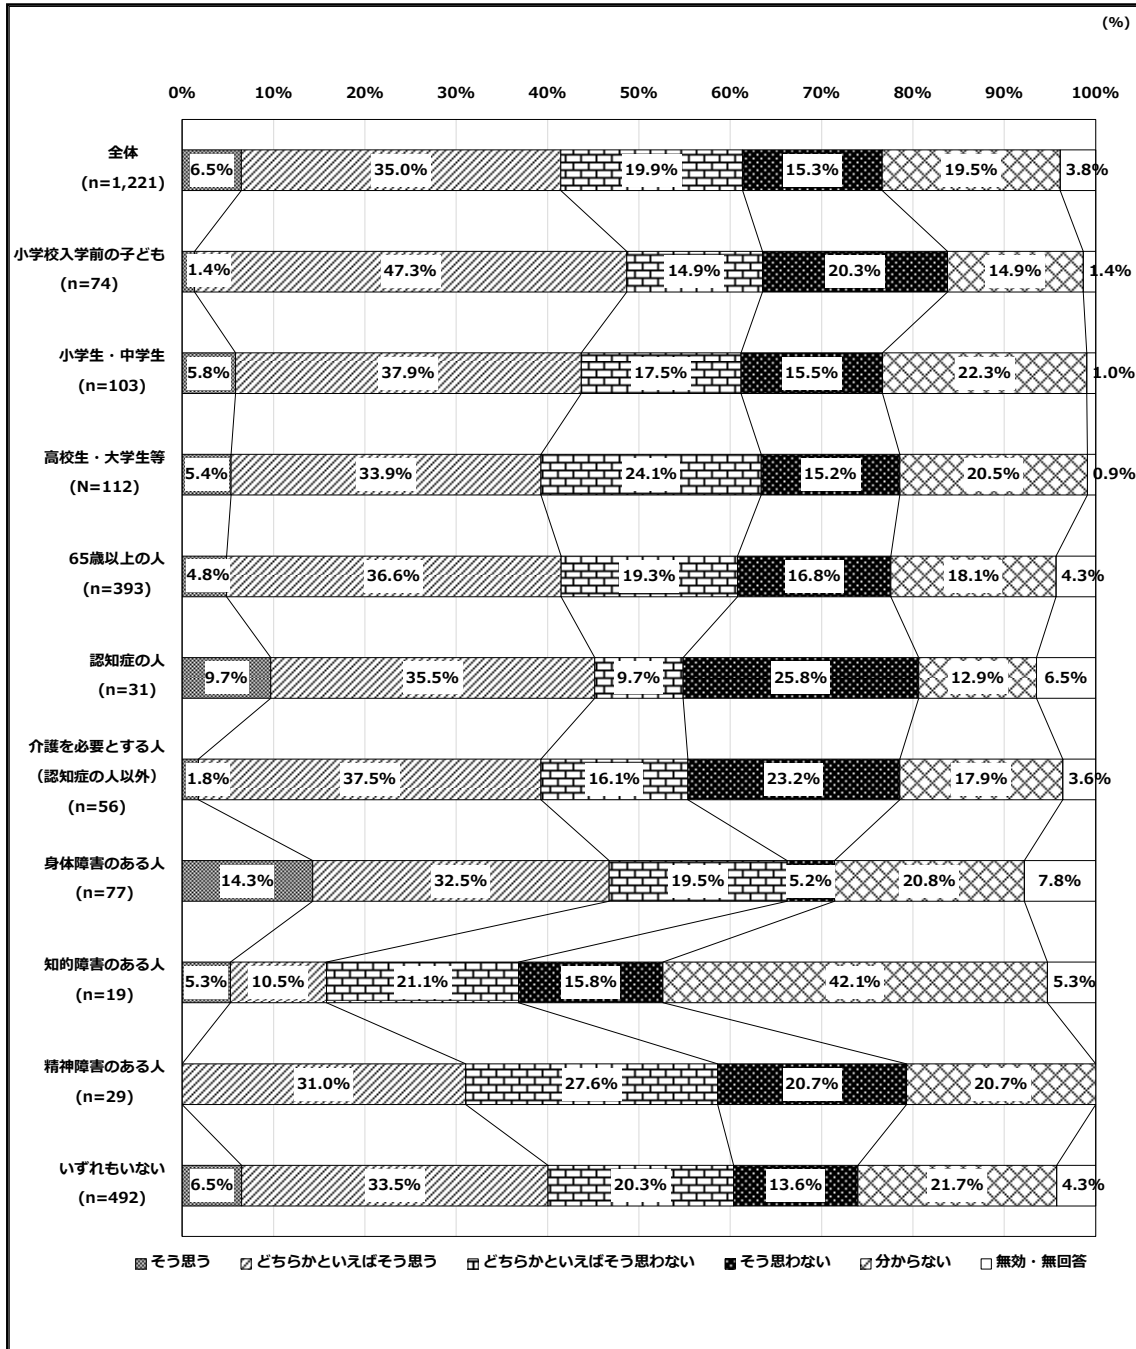 (%)
0% 10% 20% 30% 40% 50% 60% 70% 80% 90% 100%
全体
(n=1,221)
6.5% 35.0% 19.9% 15.3% 19.5% 3.8%
小学校入学前の子ども
(n=74)
1.4% 47.3% 14.9% 20.3% 14.9% 1.4%
小学生・中学生
(n=103)
5.8% 37.9% 17.5% 15.5% 22.3% 1.0%
高校生・大学生等
(N=112)
5.4% 33.9% 24.1% 15.2% 20.5% 0.9%
65歳以上の人
(n=393)
4.8% 36.6% 19.3% 16.8% 18.1% 4.3%
認知症の人
(n=31)
9.7% 35.5% 9.7% 25.8% 12.9% 6.5%
介護を必要とする人
（認知症の人以外）
(n=56)
1.8% 37.5% 16.1% 23.2% 17.9% 3.6%
身体障害のある人
(n=77)
14.3% 32.5% 19.5% 5.2% 20.8% 7.8%
知的障害のある人
(n=19)
5.3% 10.5% 21.1% 15.8% 42.1% 5.3%
精神障害のある人
(n=29)
31.0% 27.6% 20.7% 20.7%
いずれもいない
(n=492)
6.5% 33.5% 20.3% 13.6% 21.7% 4.3%
そう思う どちらかといえばそう思う どちらかといえばそう思わない そう思わない 分からない 無効・無回答